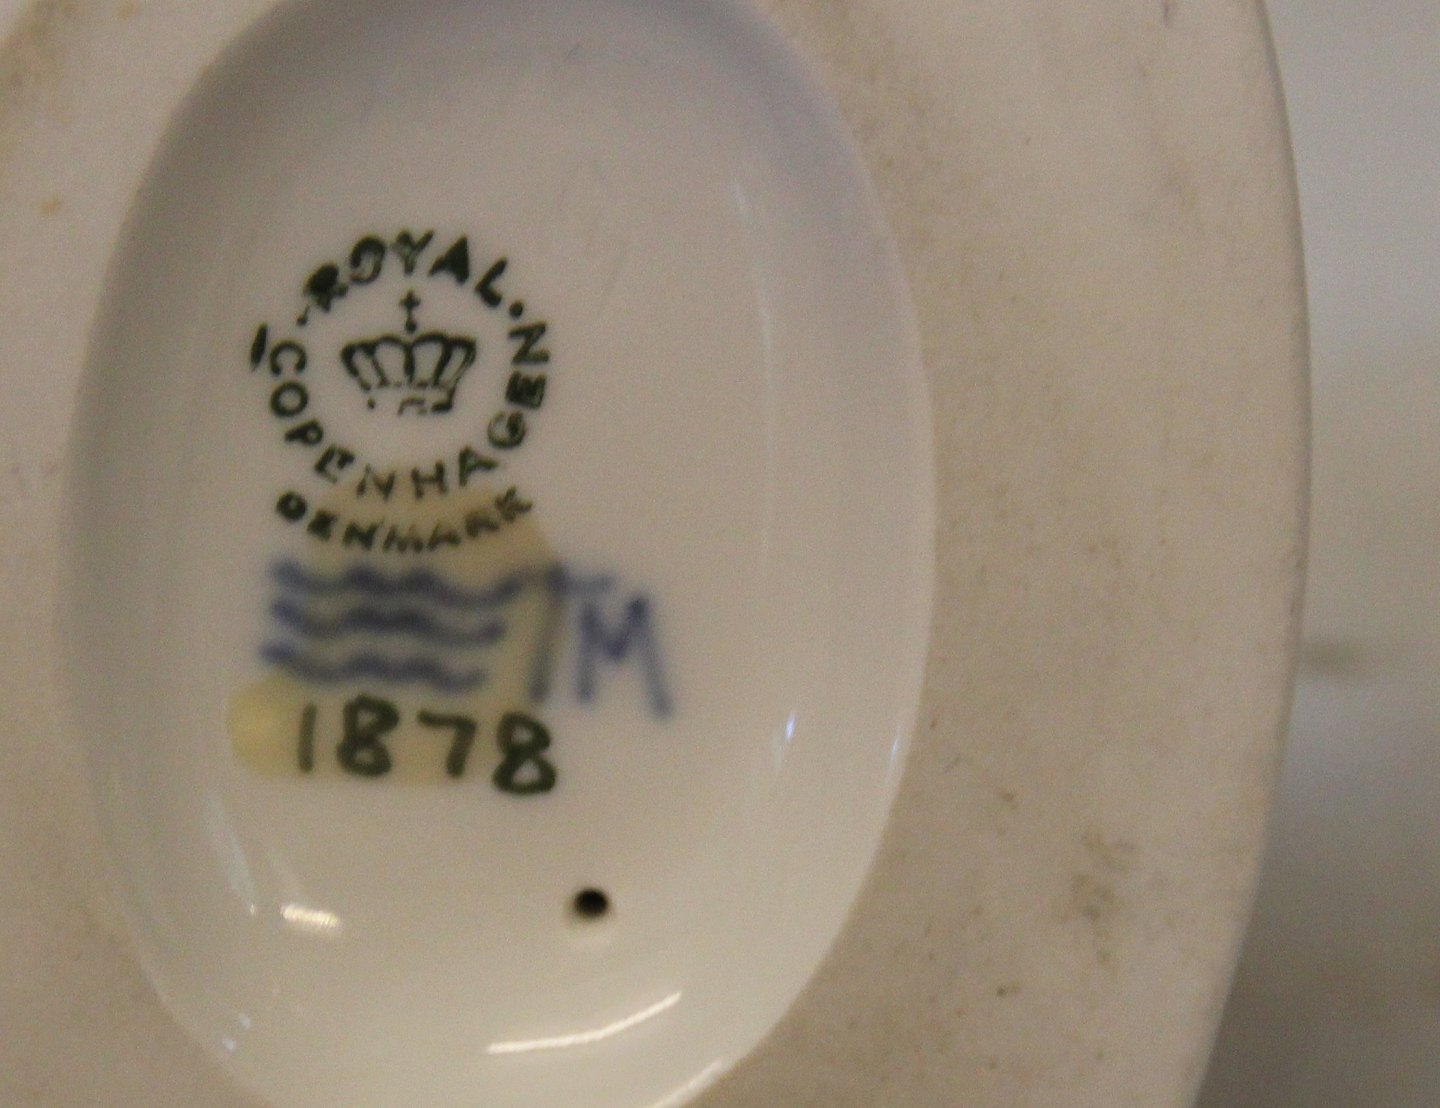 ROYAL.
COPENHAGEN
DENMARK
TM
1878